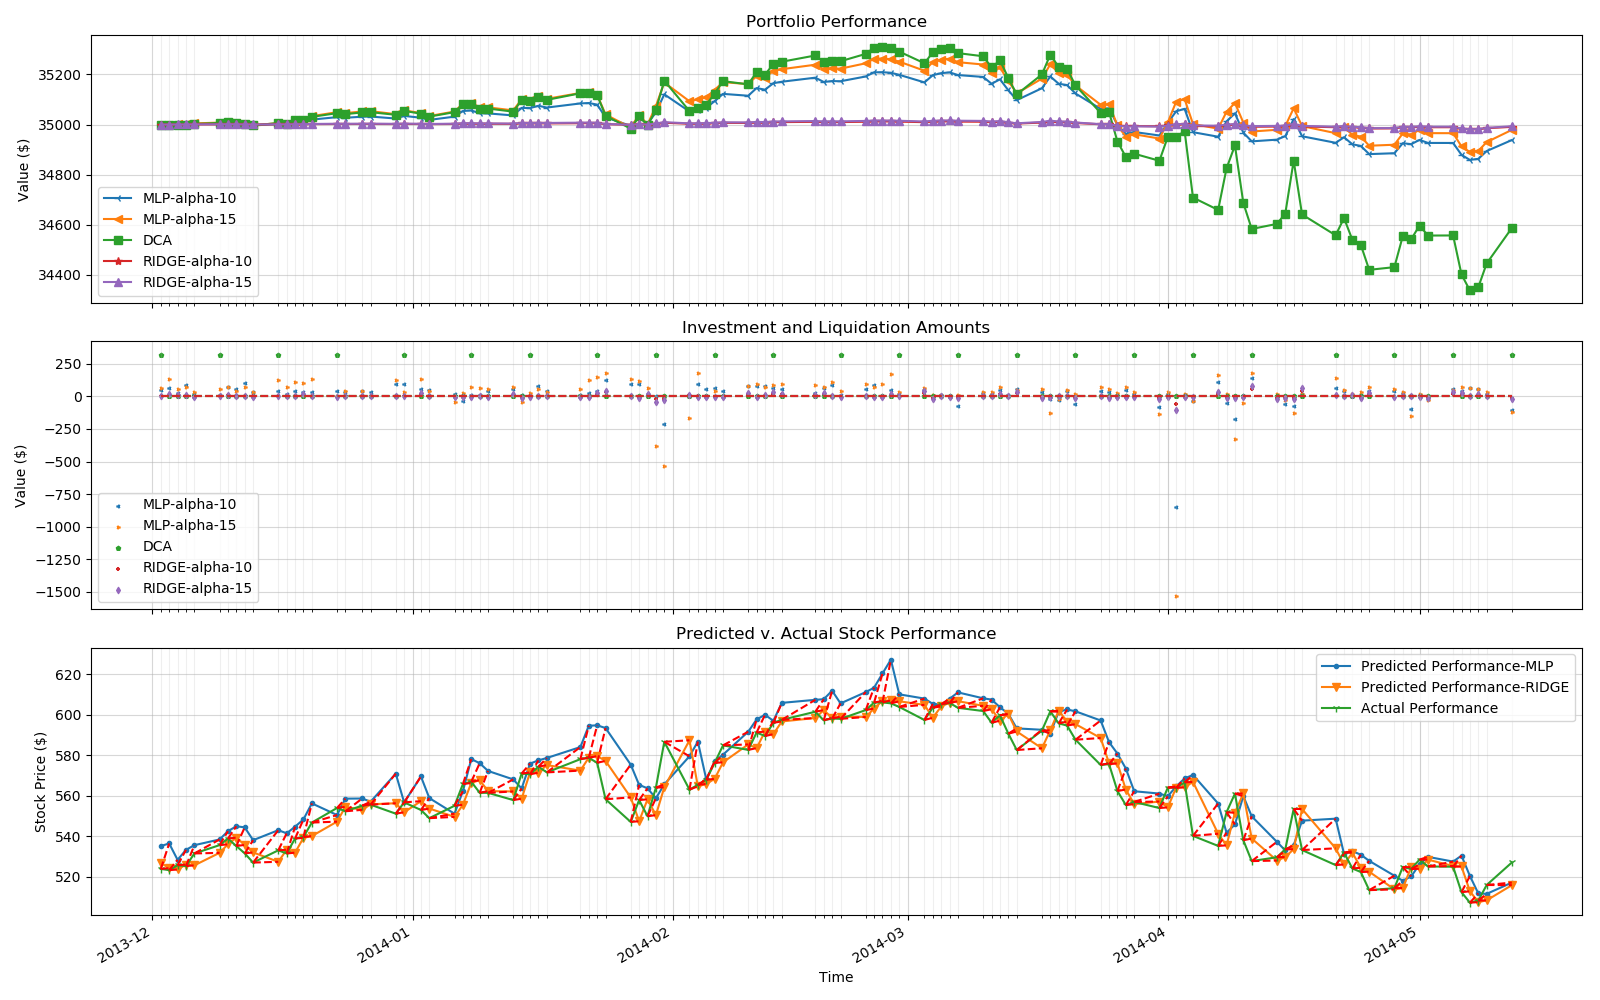 Portfolio Performance
Value ($)
35200
35000
34800
34600
34400
MLP-alpha-10
MLP-alpha-15
DCA
RIDGE-alpha-10
RIDGE-alpha-15
Investment and Liquidation Amounts
Value ($)
250
0
−250
−500
−750
−1000
−1250
−1500
MLP-alpha-10
MLP-alpha-15
DCA
RIDGE-alpha-10
RIDGE-alpha-15
Predicted v. Actual Stock Performance
Stock Price ($)
620
600
580
560
540
520
Predicted Performance-MLP
Predicted Performance-RIDGE
Actual Performance
2013-12
2014-01
2014-02
2014-03
2014-04
2014-05
Time